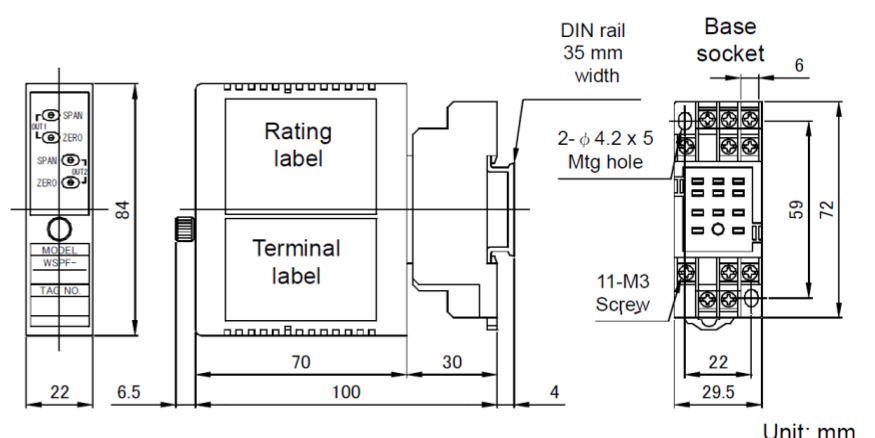 DIN rail
35 mm
width
Base
socket
6
SPAN
OUT1
ZERO
SPAN
OUT2
ZERO
MODEL
WSPF-
TAG NO.
84
Rating
label
Terminal
label
2- φ 4.2 x 5
Mtg hole
59
72
11-M3
Screw
70
30
22
22
6.5
100
4
29.5
Unit: mm